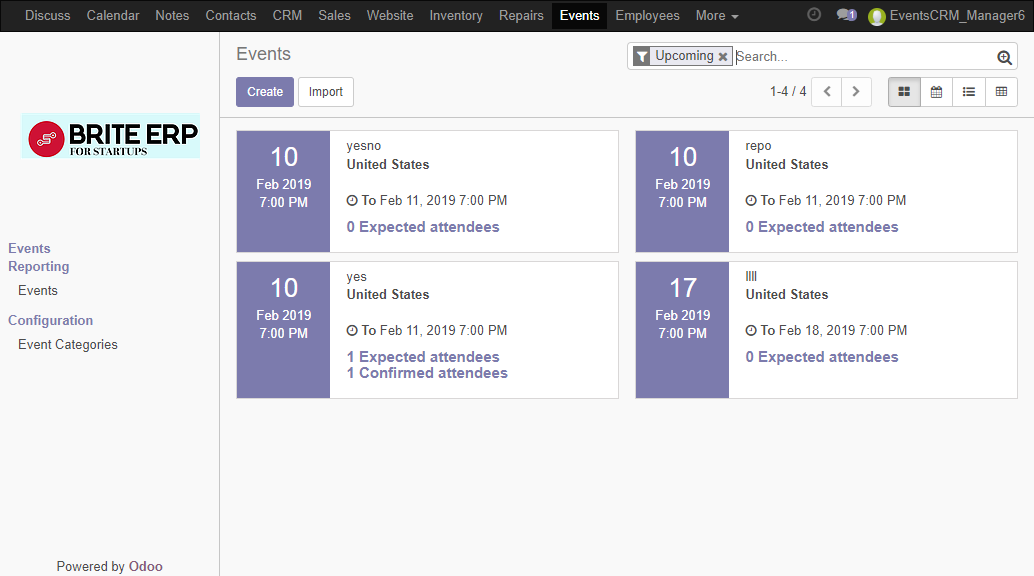 Discuss Calendar Notes Contacts CRM Sales Website Inventory Repairs Events Employees More 1 EventsCRM_Manager6
Events
Upcoming Search...
Create Import
1-4 / 4
BRITE ERP
FOR STARTUPS
Events
Reporting
Events
Configuration
Event Categories
Powered by Odoo
10
Feb 2019
7:00 PM
yesno
United States
To Feb 11, 2019 7:00 PM
0 Expected attendees
10
Feb 2019
7:00 PM
repo
United States
To Feb 11, 2019 7:00 PM
0 Expected attendees
10
Feb 2019
7:00 PM
yes
United States
To Feb 11, 2019 7:00 PM
1 Expected attendees
1 Confirmed attendees
17
Feb 2019
7:00 PM
llll
United States
To Feb 18, 2019 7:00 PM
0 Expected attendees